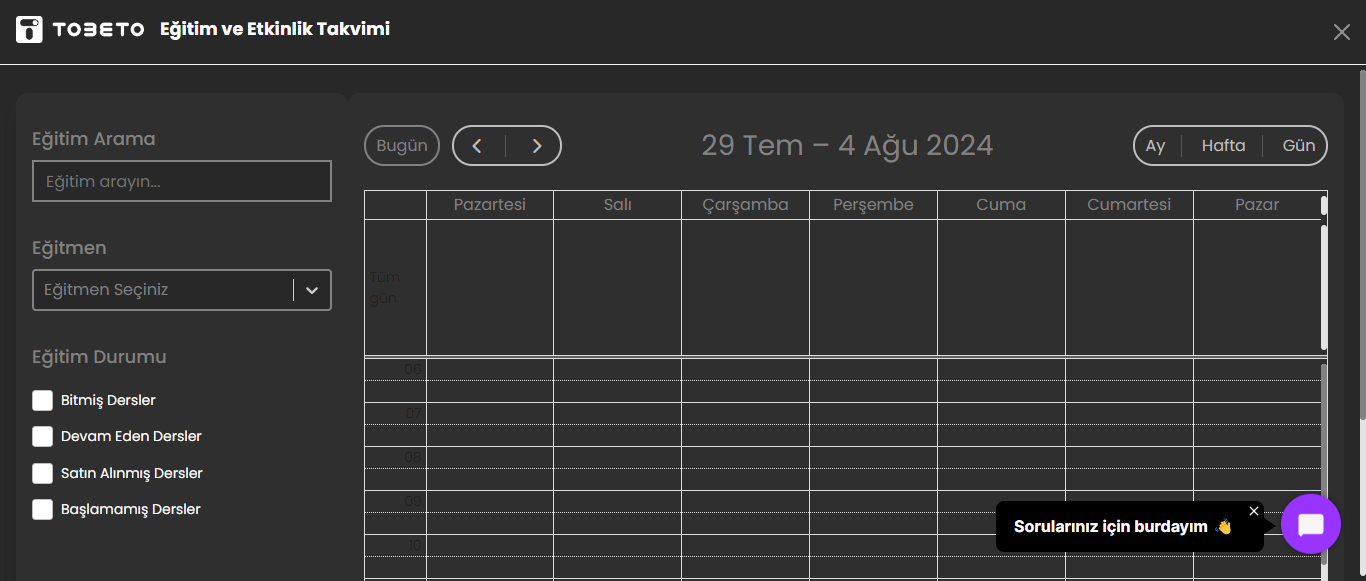 TOBETO Eğitim ve Etkinlik Takvimi
Eğitim Arama
Eğitim arayın...
Eğitmen
Eğitmen Seçiniz
Eğitim Durumu
Bitmiş Dersler
Devam Eden Dersler
Satın Alınmış Dersler
Başlamamış Dersler
Bugün
29 Tem – 4 Ağu 2024
Ay Hafta Gün
Pazartesi Salı Çarşamba Perşembe Cuma Cumartesi Pazar
Tüm
gün
06
07
08
09
10
Sorularınız için burdayım 👋